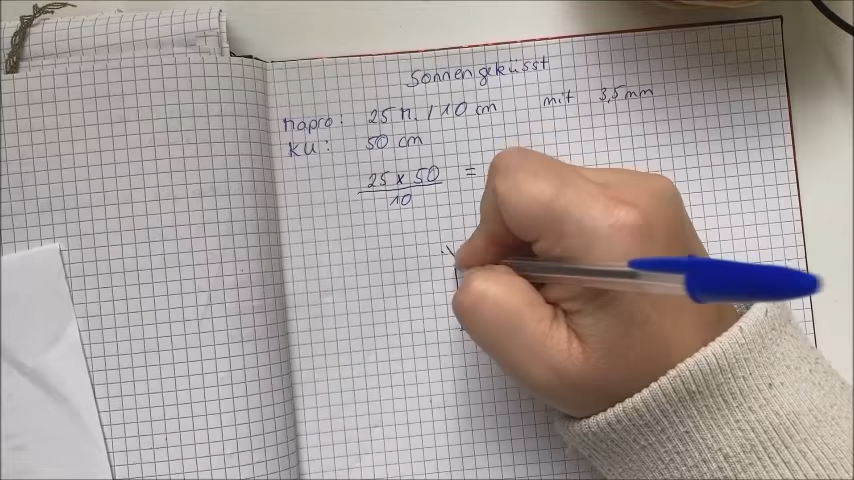 Sonnengeküsst
Mapro: 25 M. / 10 cm mit 3,5 mm
KU: 50 cm
25 x 50 =
10